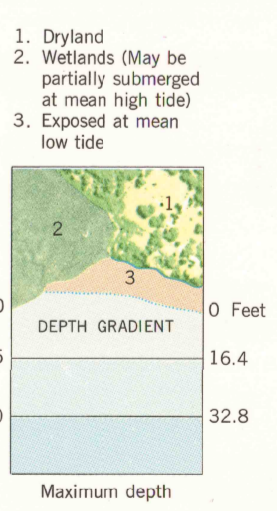 1. Dryland
2. Wetlands (May be
partially submerged
at mean high tide)
3. Exposed at mean
low tide
1
2
3
0 Feet
DEPTH GRADIENT
16.4
32.8
Maximum depth